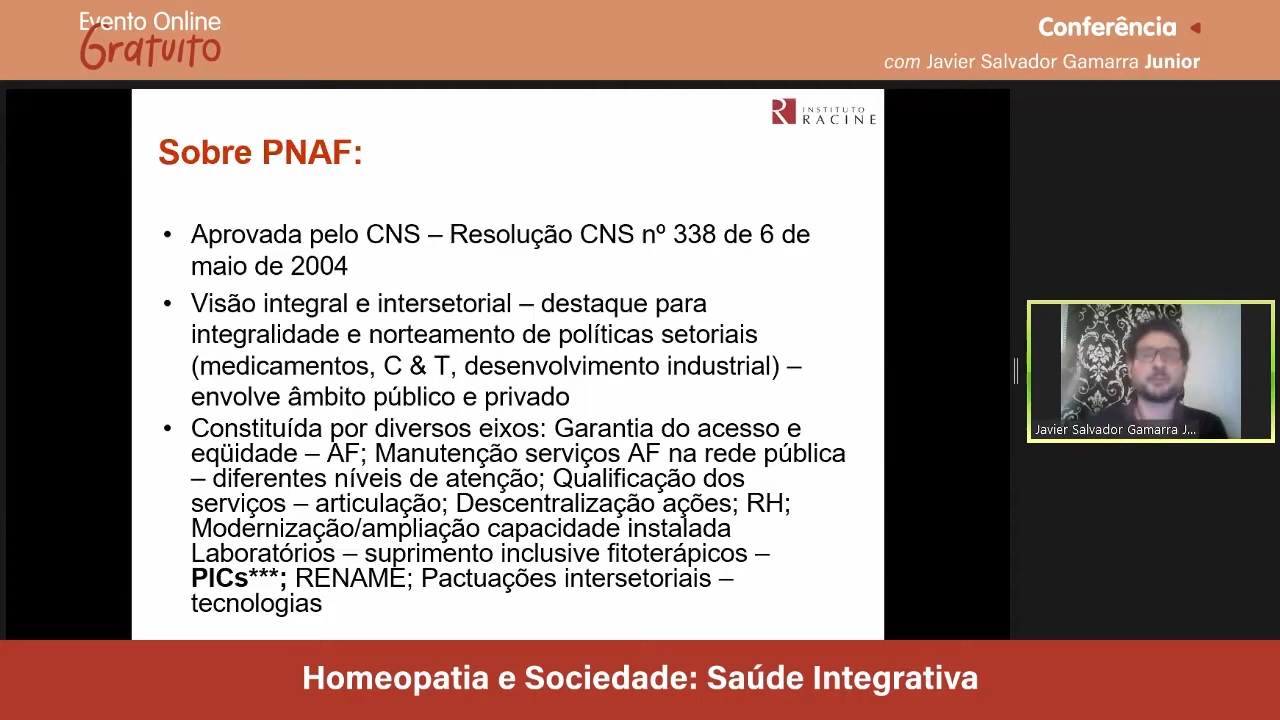 Evento Online
Gratuito
Conferência
com Javier Salvador Gamarra Junior
INSTITUTO
RACINE
Sobre PNAF:
• Aprovada pelo CNS – Resolução CNS nº 338 de 6 de
maio de 2004
• Visão integral e intersetorial – destaque para
integralidade e norteamento de políticas setoriais
(medicamentos, C & T, desenvolvimento industrial) –
envolve âmbito público e privado
• Constituída por diversos eixos: Garantia do acesso e
eqüidade – AF; Manutenção serviços AF na rede pública
– diferentes níveis de atenção; Qualificação dos
serviços – articulação; Descentralização ações; RH;
Modernização/ampliação capacidade instalada
Laboratórios – suprimento inclusive fitoterápicos –
PICs***; RENAME; Pactuações intersetoriais –
tecnologias
Javier Salvador Gamarra J...
Homeopatia e Sociedade: Saúde Integrativa